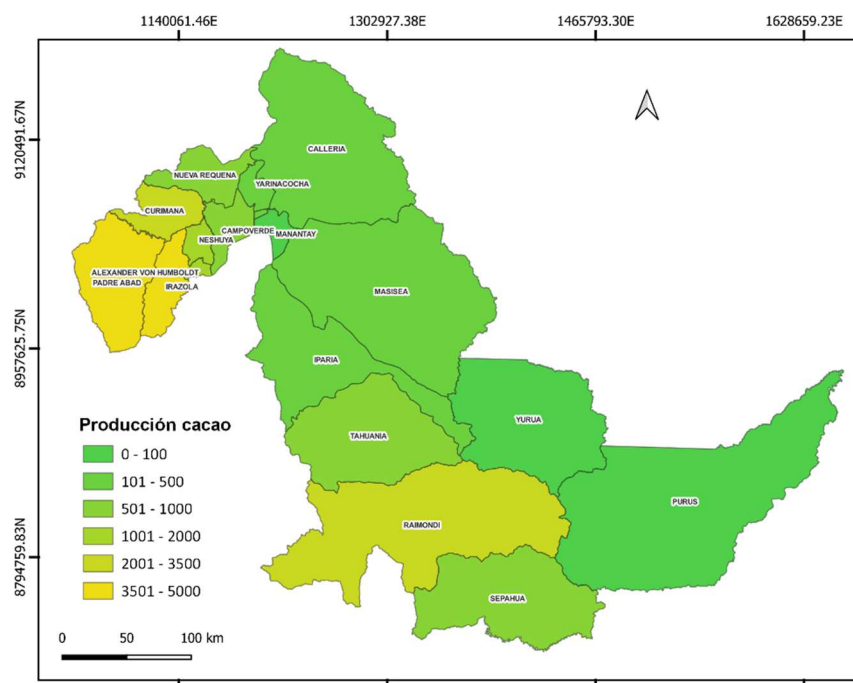 1140061.46E 1302927.38E 1465793.30E 1628659.23E
9120491.67N
8957625.75N
8794759.83N
CALLERIA
NUEVA REQUENA
YARINACOCHA
CURIMANA
CAMPOVERDE
MANANTAY
NESHUYA
ALEXANDER VON HUMBOLDT
PADRE ABAD
IRAZOLA
MASISEA
IPARIA
YURUA
TAHUANIA
PURUS
RAIMONDI
SEPAHUA
Producción cacao
0 - 100
101 - 500
501 - 1000
1001 - 2000
2001 - 3500
3501 - 5000
0 50 100 km